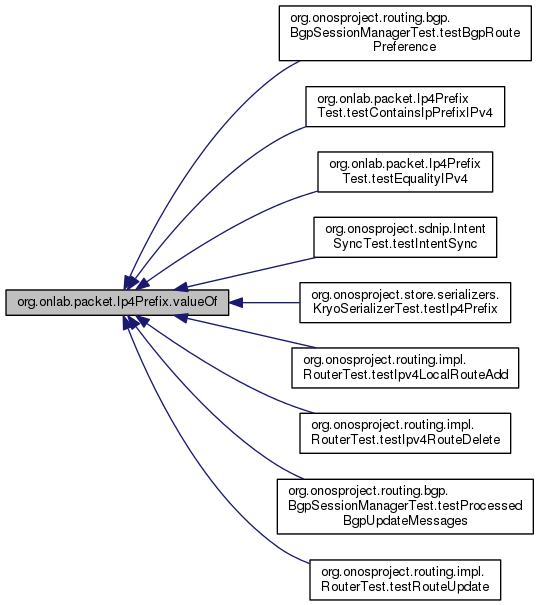 org.onosproject.routing.bgp.
BgpSessionManagerTest.testBgpRoute
Preference
org.onlab.packet.Ip4Prefix
Test.testContainsIpPrefixIPv4
org.onlab.packet.Ip4Prefix
Test.testEqualityIPv4
org.onosproject.sdnip.Intent
SyncTest.testIntentSync
org.onlab.packet.Ip4Prefix.valueOf
org.onosproject.store.serializers.
KryoSerializerTest.testIp4Prefix
org.onosproject.routing.impl.
RouterTest.testIpv4LocalRouteAdd
org.onosproject.routing.impl.
RouterTest.testIpv4RouteDelete
org.onosproject.routing.bgp.
BgpSessionManagerTest.testProcessed
BgpUpdateMessages
org.onosproject.routing.impl.
RouterTest.testRouteUpdate